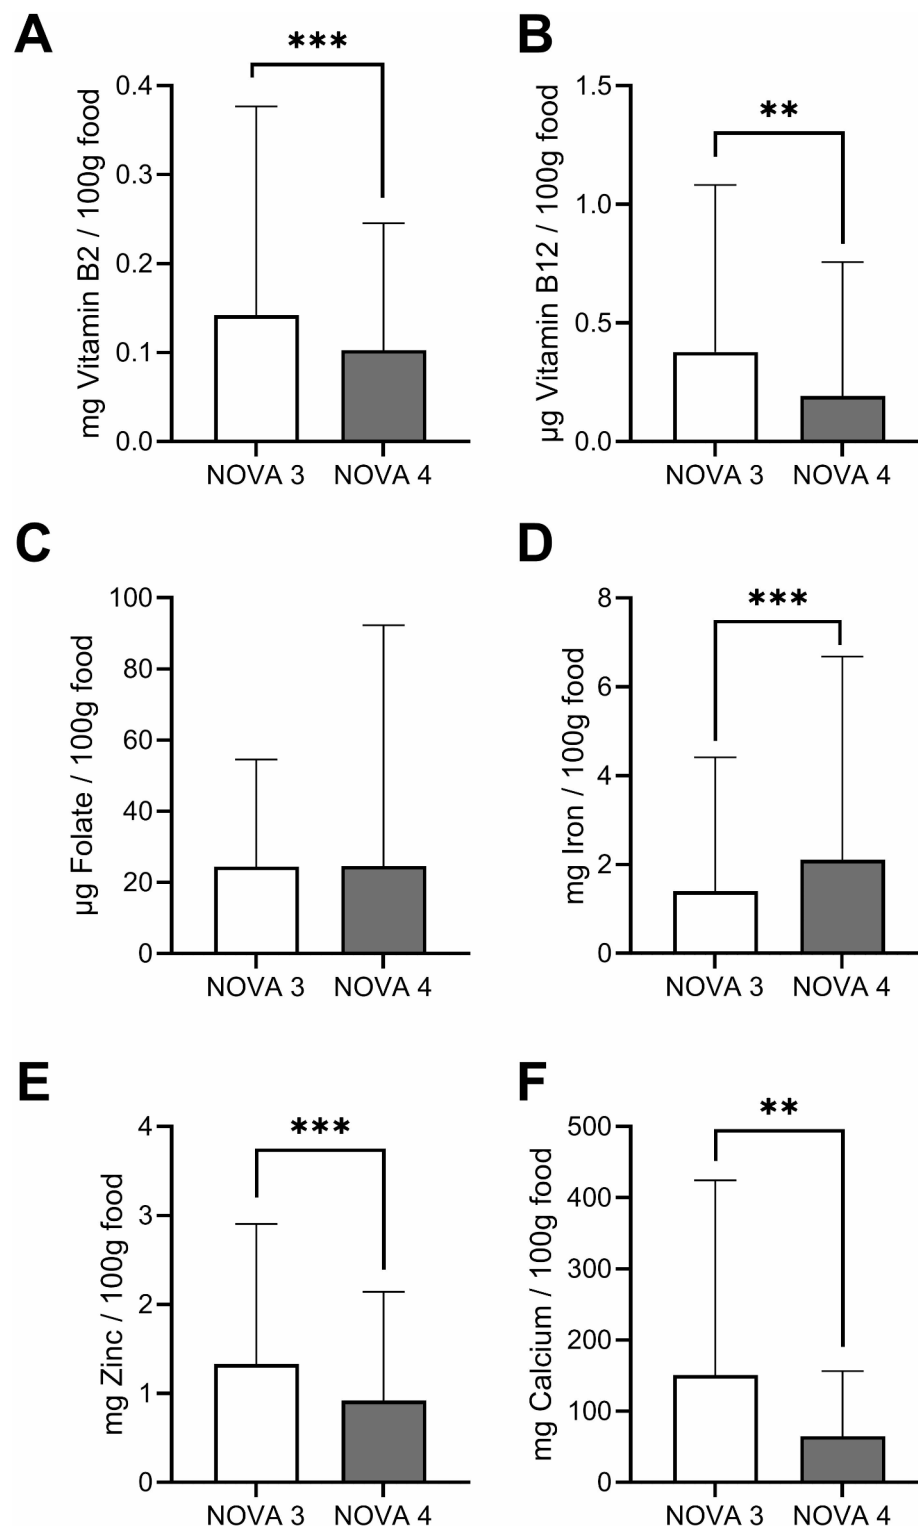 A
***
mg Vitamin B2 / 100g food
0.4
0.3
0.2
0.1
0.0
NOVA 3 NOVA 4
B
**
µg Vitamin B12 / 100g food
1.5
1.0
0.5
0.0
NOVA 3 NOVA 4
C
µg Folate / 100g food
100
80
60
40
20
0
NOVA 3 NOVA 4
D
***
mg Iron / 100g food
8
6
4
2
0
NOVA 3 NOVA 4
E
***
mg Zinc / 100g food
4
3
2
1
0
NOVA 3 NOVA 4
F
**
mg Calcium / 100g food
500
400
300
200
100
0
NOVA 3 NOVA 4